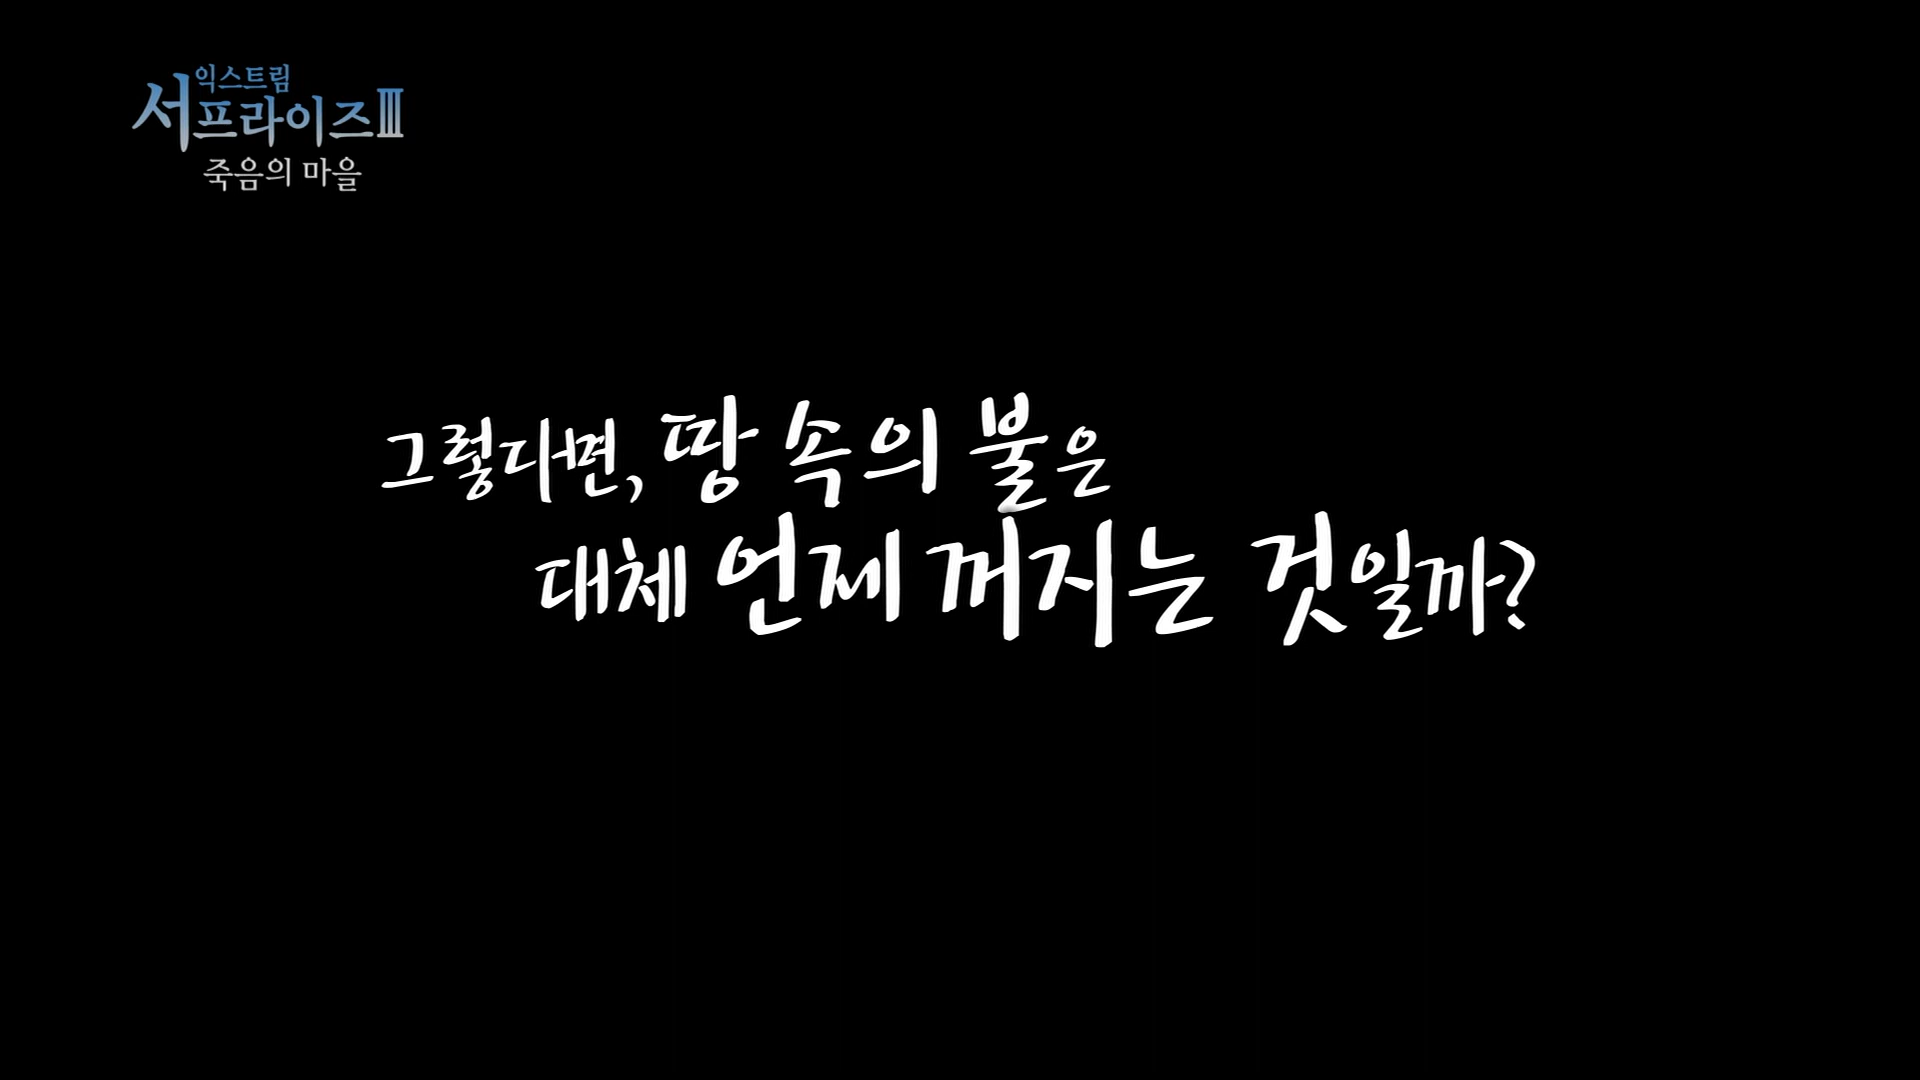 익스트림
서프라이즈Ⅲ
죽음의 마을
그렇다면, 땅 속의 불은
대체 언제 꺼지는 것일까?